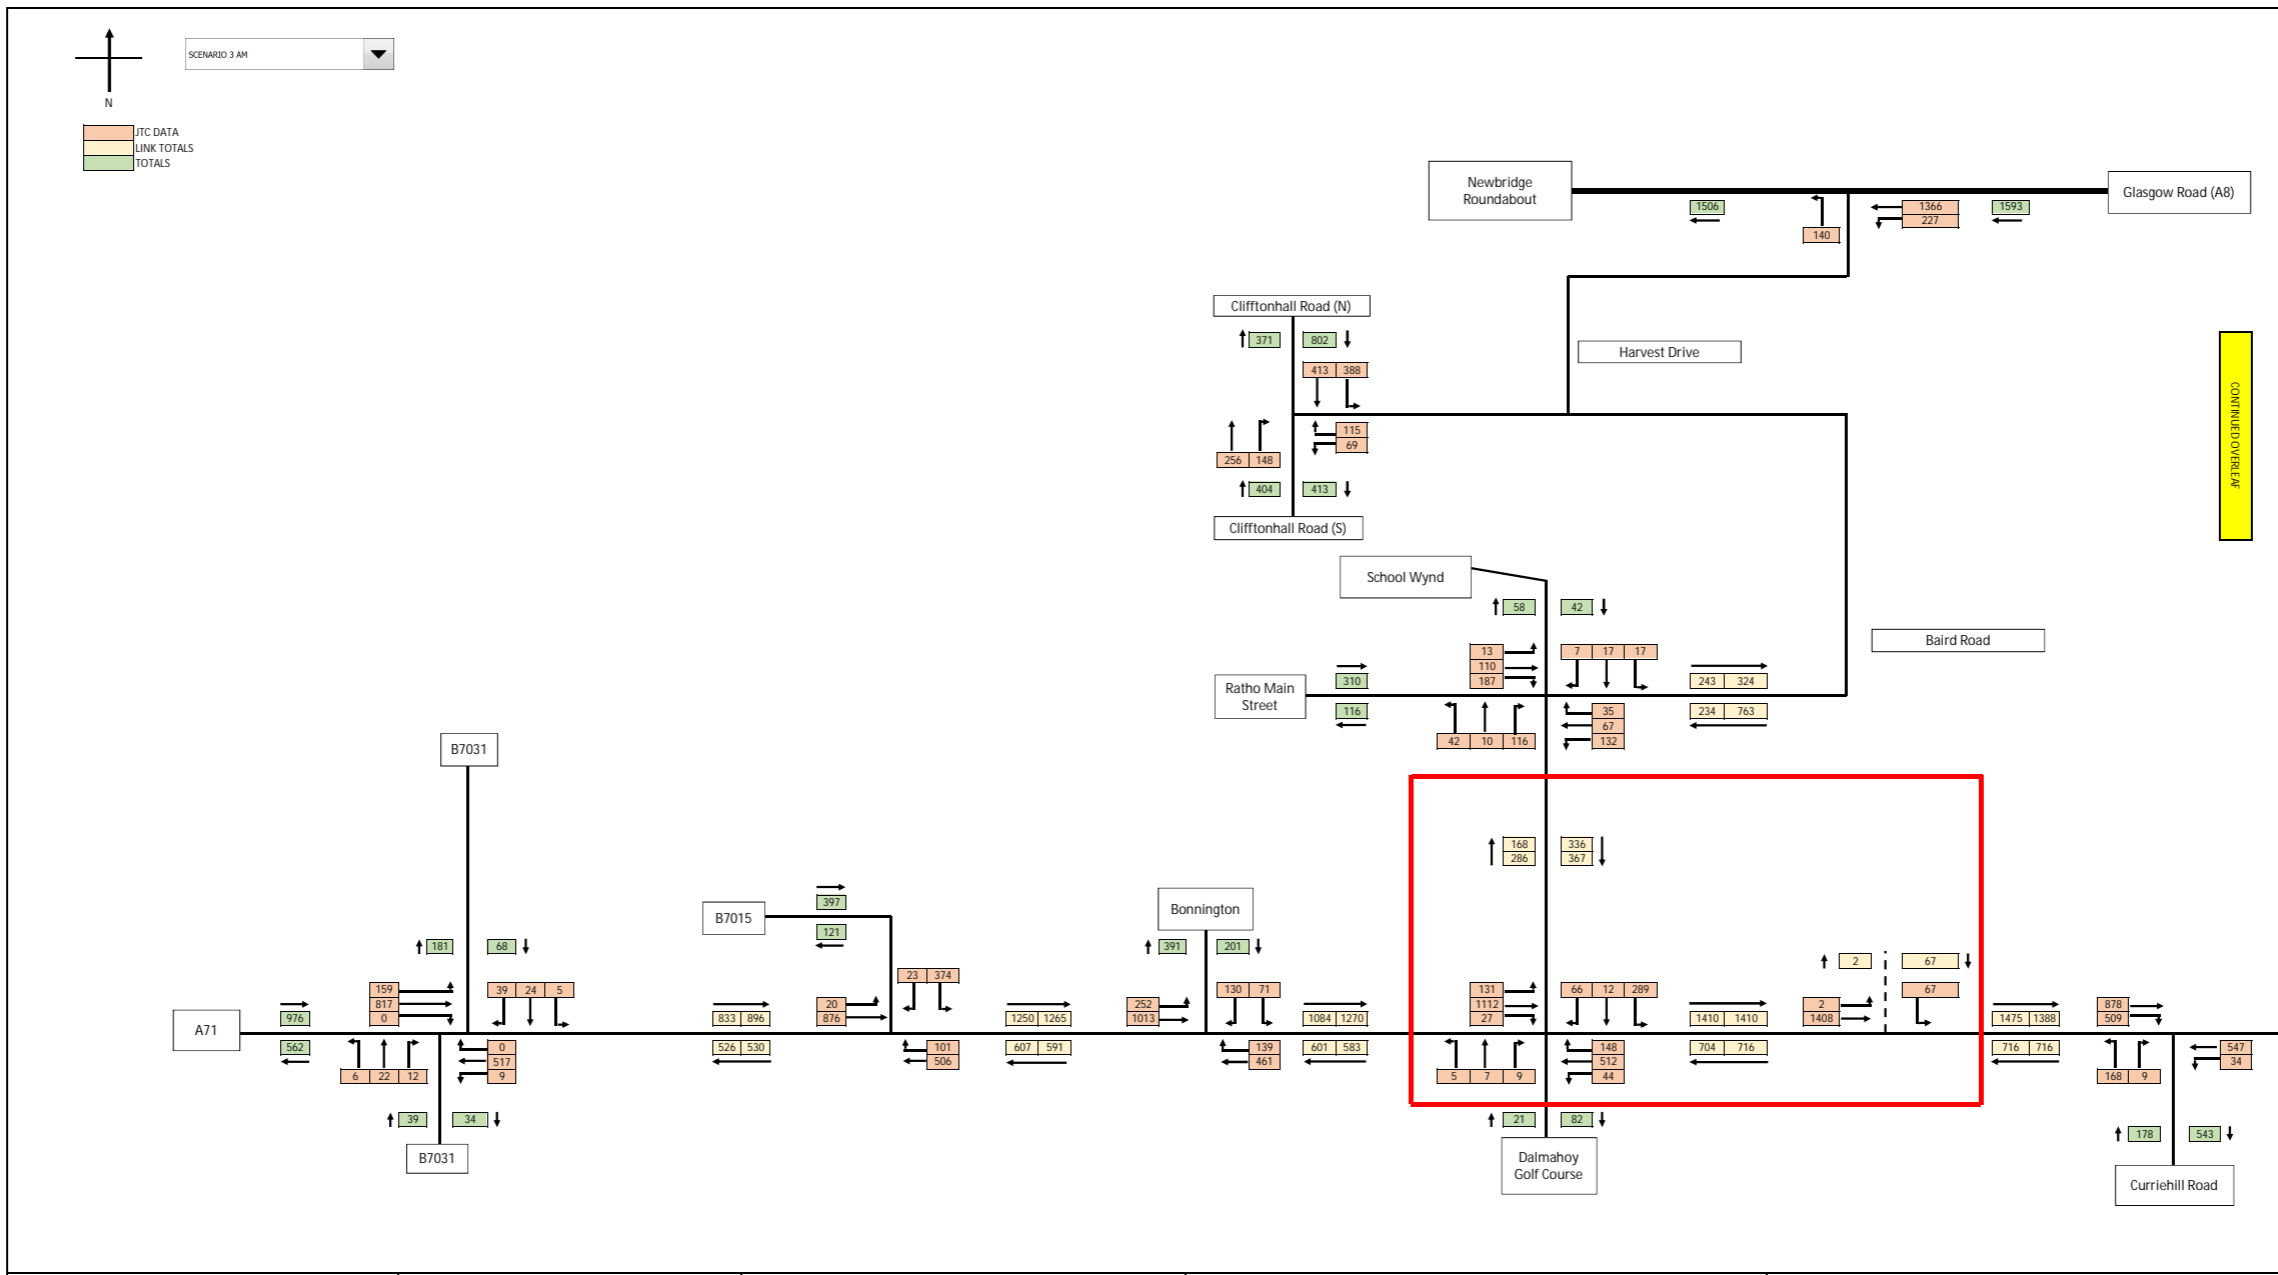 SCENARIO 3 AM
N
JTC DATA
LINK TOTALS
TOTALS
Newbridge
Roundabout
Glasgow Road (A8)
1506
1366
1593
227
140
Clifftonhall Road (N)
371
802
Harvest Drive
413 388
CONTINUED OVERLEAF
115
69
256 148
404
413
Clifftonhall Road (S)
School Wynd
58
42
Baird Road
13
110
187
7 17 17
310
243 324
Ratho Main
Street
116
35
67
132
234 763
42 10 116
B7031
168
286
336
367
397
B7015
Bonnington
121
181
68
391
201
2
67
159
817
0
39 24 5
23 374
20
876
252
1013
130 71
131
1112
27
66 12 289
2
1408
67
878
509
A71
976
833 896
1250 1265
1084 1270
1410 1410
1475 1388
562
0
517
9
526 530
101
506
607 591
139
461
601 583
148
512
44
704 716
716 716
547
34
6 22 12
5 7 9
168 9
39
34
21
82
178
543
B7031
Dalmahoy
Golf Course
Curriehill Road